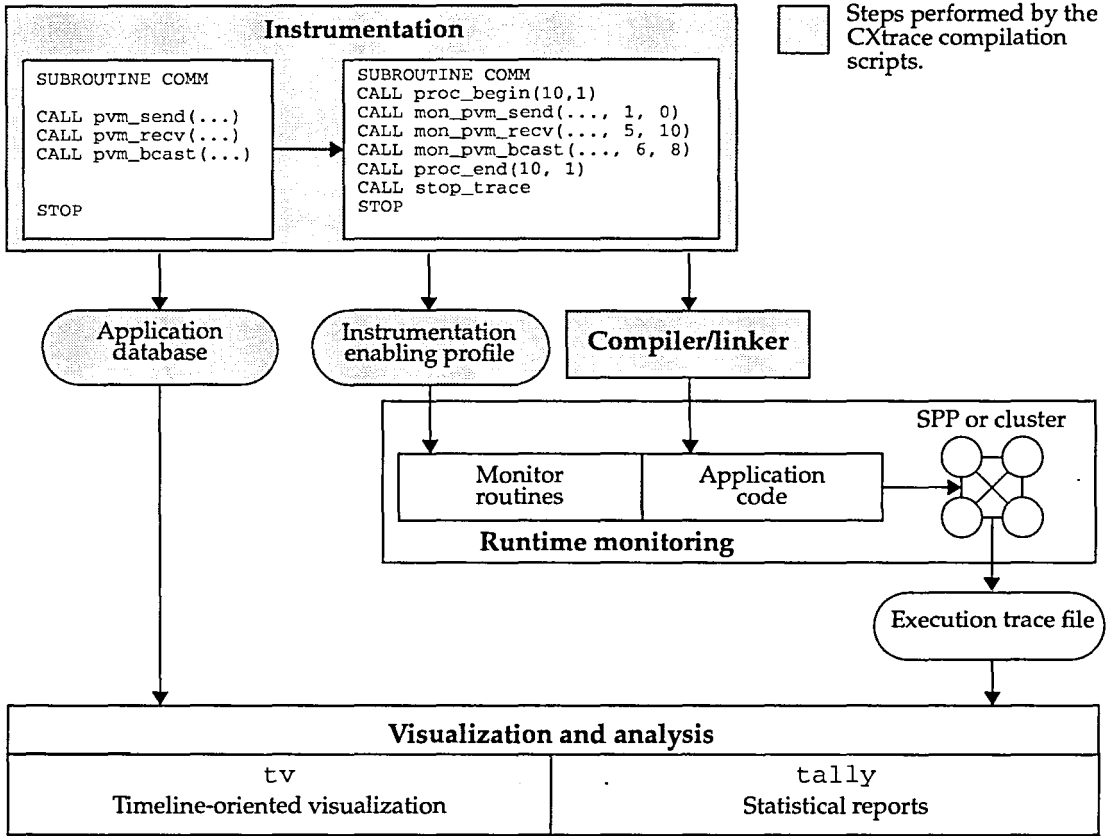 Instrumentation
SUBROUTINE COMM
CALL pvm_send(...)
CALL pvm_recv(...)
CALL pvm_bcast(...)
STOP
SUBROUTINE COMM
CALL proc_begin(10,1)
CALL mon_pvm_send(..., 1, 0)
CALL mon_pvm_recv(..., 5, 10)
CALL mon_pvm_bcast(..., 6, 8)
CALL proc_end(10, 1)
CALL stop_trace
STOP
Steps performed by the
CXtrace compilation
scripts.
Application
database
Instrumentation
enabling profile
Compiler/linker
SPP or cluster
Monitor
routines
Application
code
Runtime monitoring
Execution trace file
Visualization and analysis
tv
Timeline-oriented visualization
tally
Statistical reports